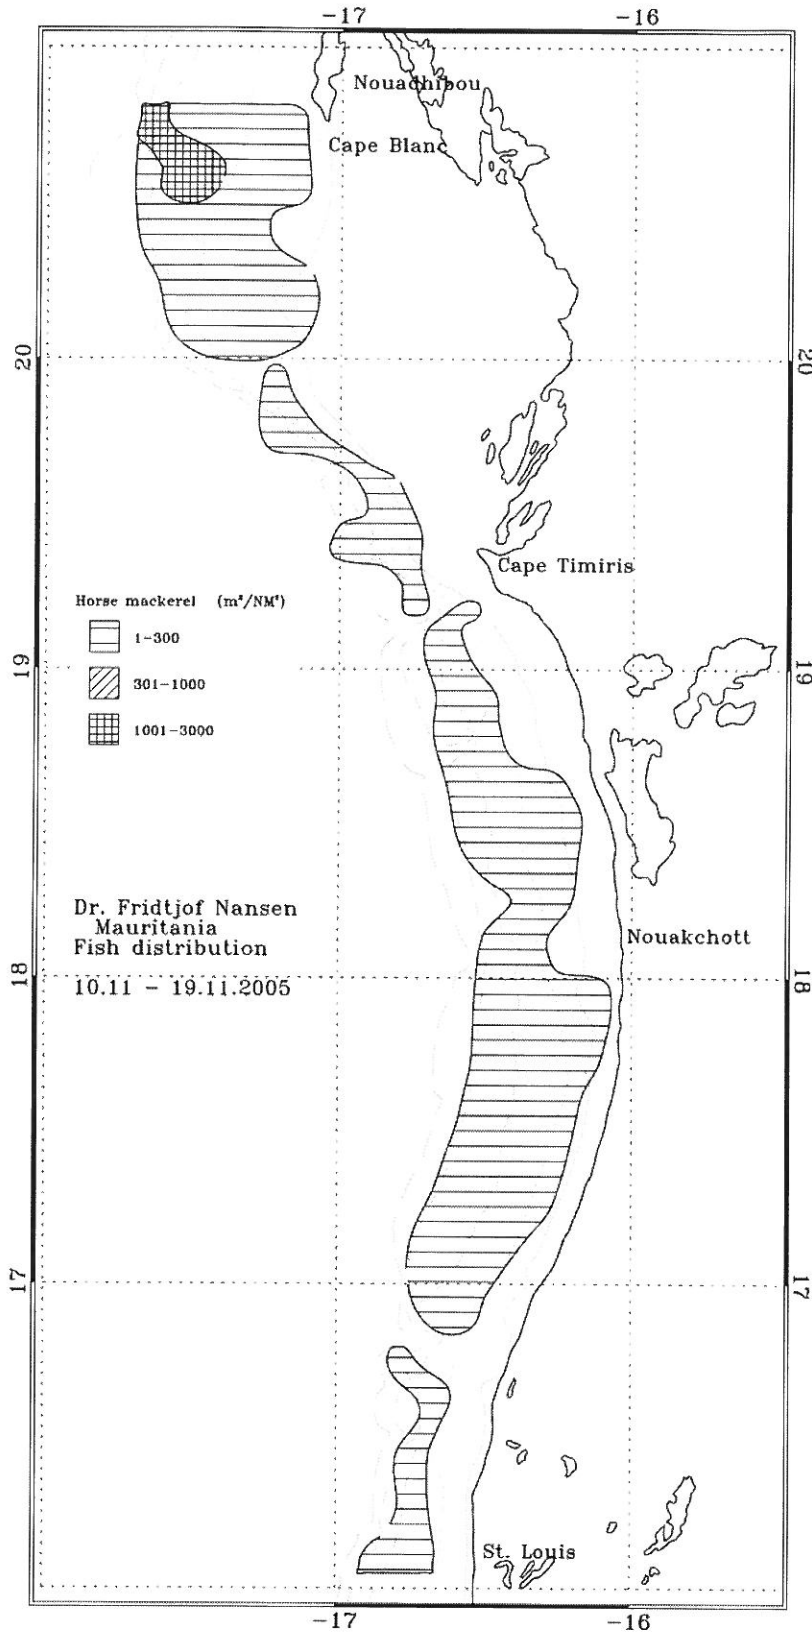 -17 -16
Nouadhibou
Cape Blanc
20 20
Cape Timiris
Horse mackerel (m²/NM²)
1-300
19 19
301-1000
1001-3000
Dr. Fridtjof Nansen
Mauritania
Fish distribution
Nouakchott
18 18
10.11 - 19.11.2005
17 17
St. Louis
-17 -16